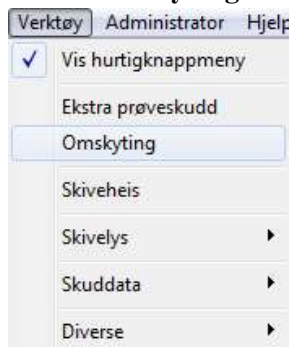 Verktøy Administrator Hjelp
Vis hurtigknappmeny
Ekstra prøveskudd
Omskyting
Skiveheis
Skivelys
Skuddata
Diverse